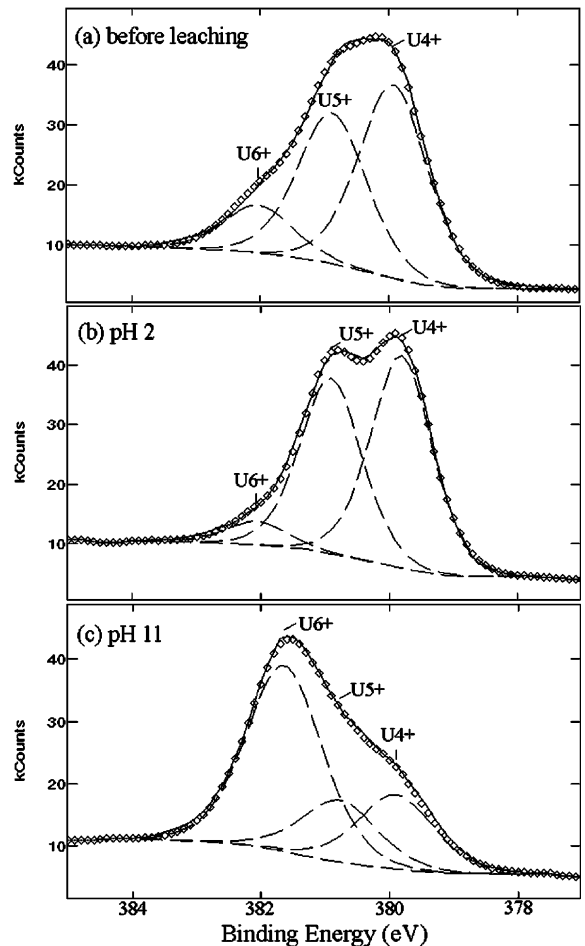 (a) before leaching
U4+
U5+
U6+
40
30
20
10
kCounts
(b) pH 2
U5+
U4+
U6+
40
30
20
10
kCounts
(c) pH 11
U6+
U5+
U4+
40
30
20
10
kCounts
384 382 380 378
Binding Energy (eV)